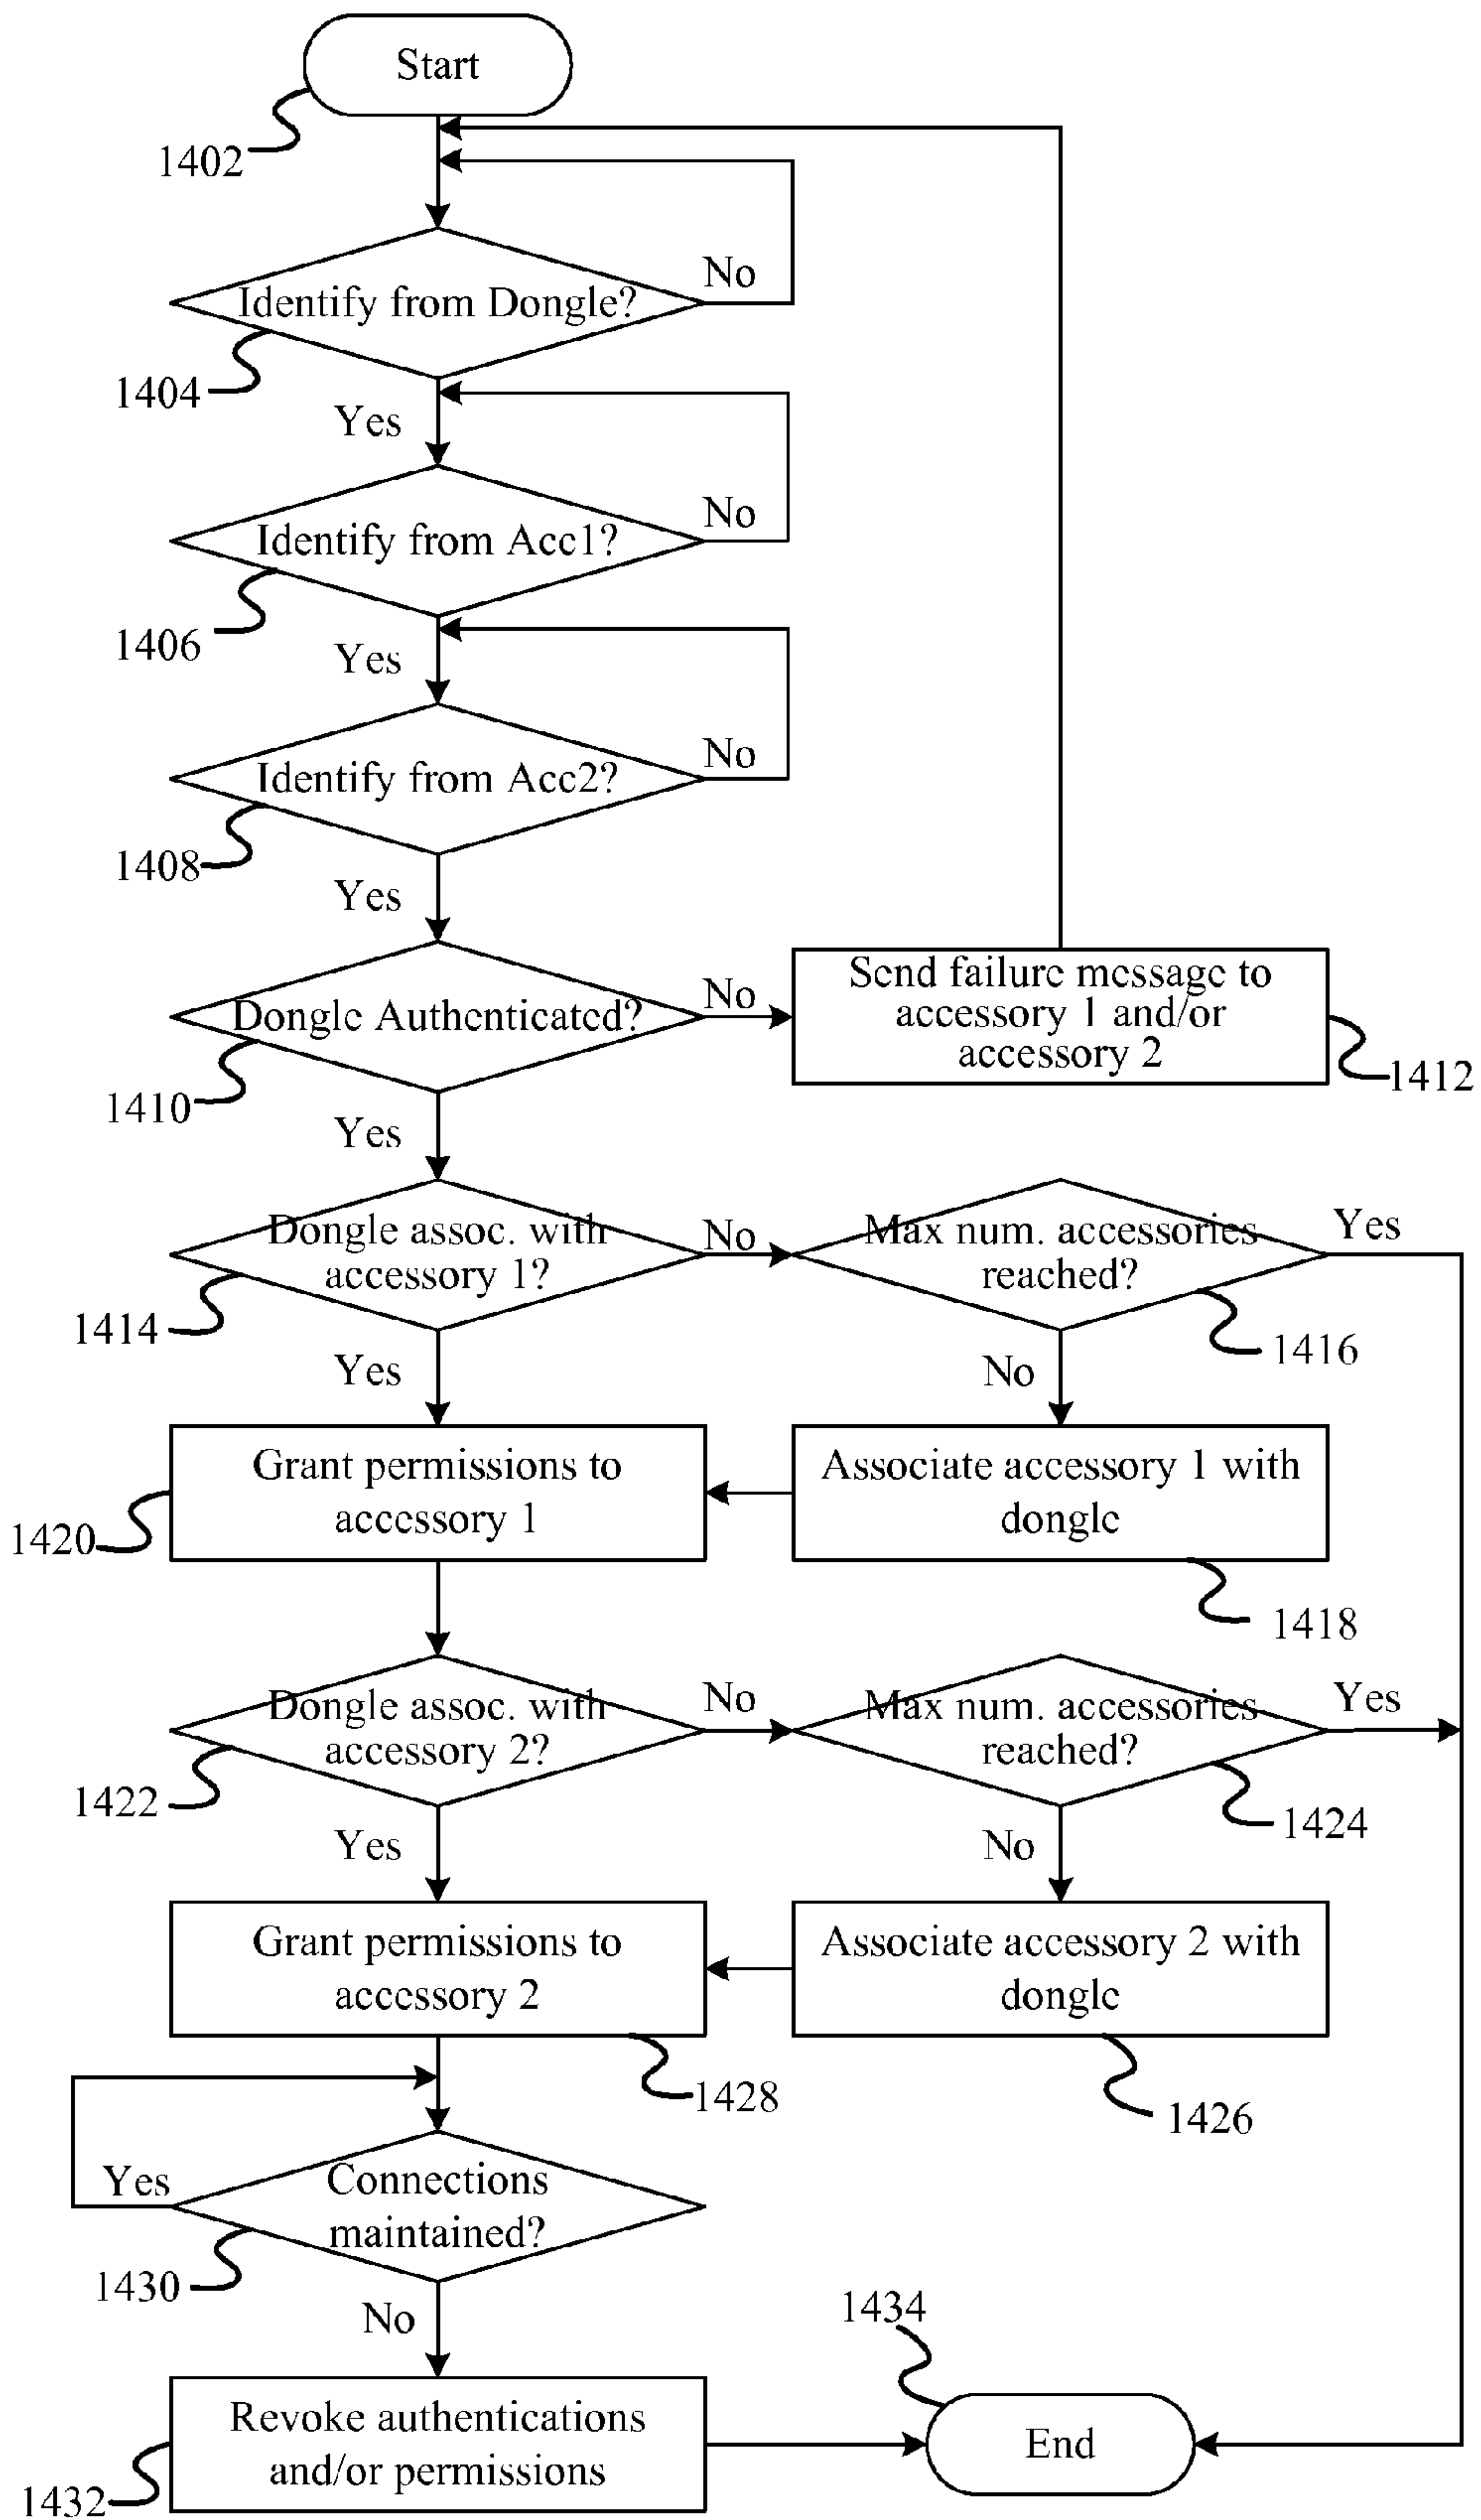 Start
1402
No
Identify from Dongle?
1404
Yes
No
Identify from Acc1?
1406
Yes
No
Identify from Acc2?
1408
Yes
Dongle Authenticated?
No
Send failure message to
accessory 1 and/or
accessory 2
1412
1410
Yes
Dongle assoc. with
accessory 1?
No
Max num. accessories
reached?
Yes
1414
1416
Yes
No
Grant permissions to
accessory 1
Associate accessory 1 with
dongle
1420
1418
Dongle assoc. with
accessory 2?
No
Max num. accessories
reached?
Yes
1422
1424
Yes
No
Grant permissions to
accessory 2
Associate accessory 2 with
dongle
1428
1426
Yes
Connections
maintained?
1430
No
1434
Revoke authentications
and/or permissions
End
1432